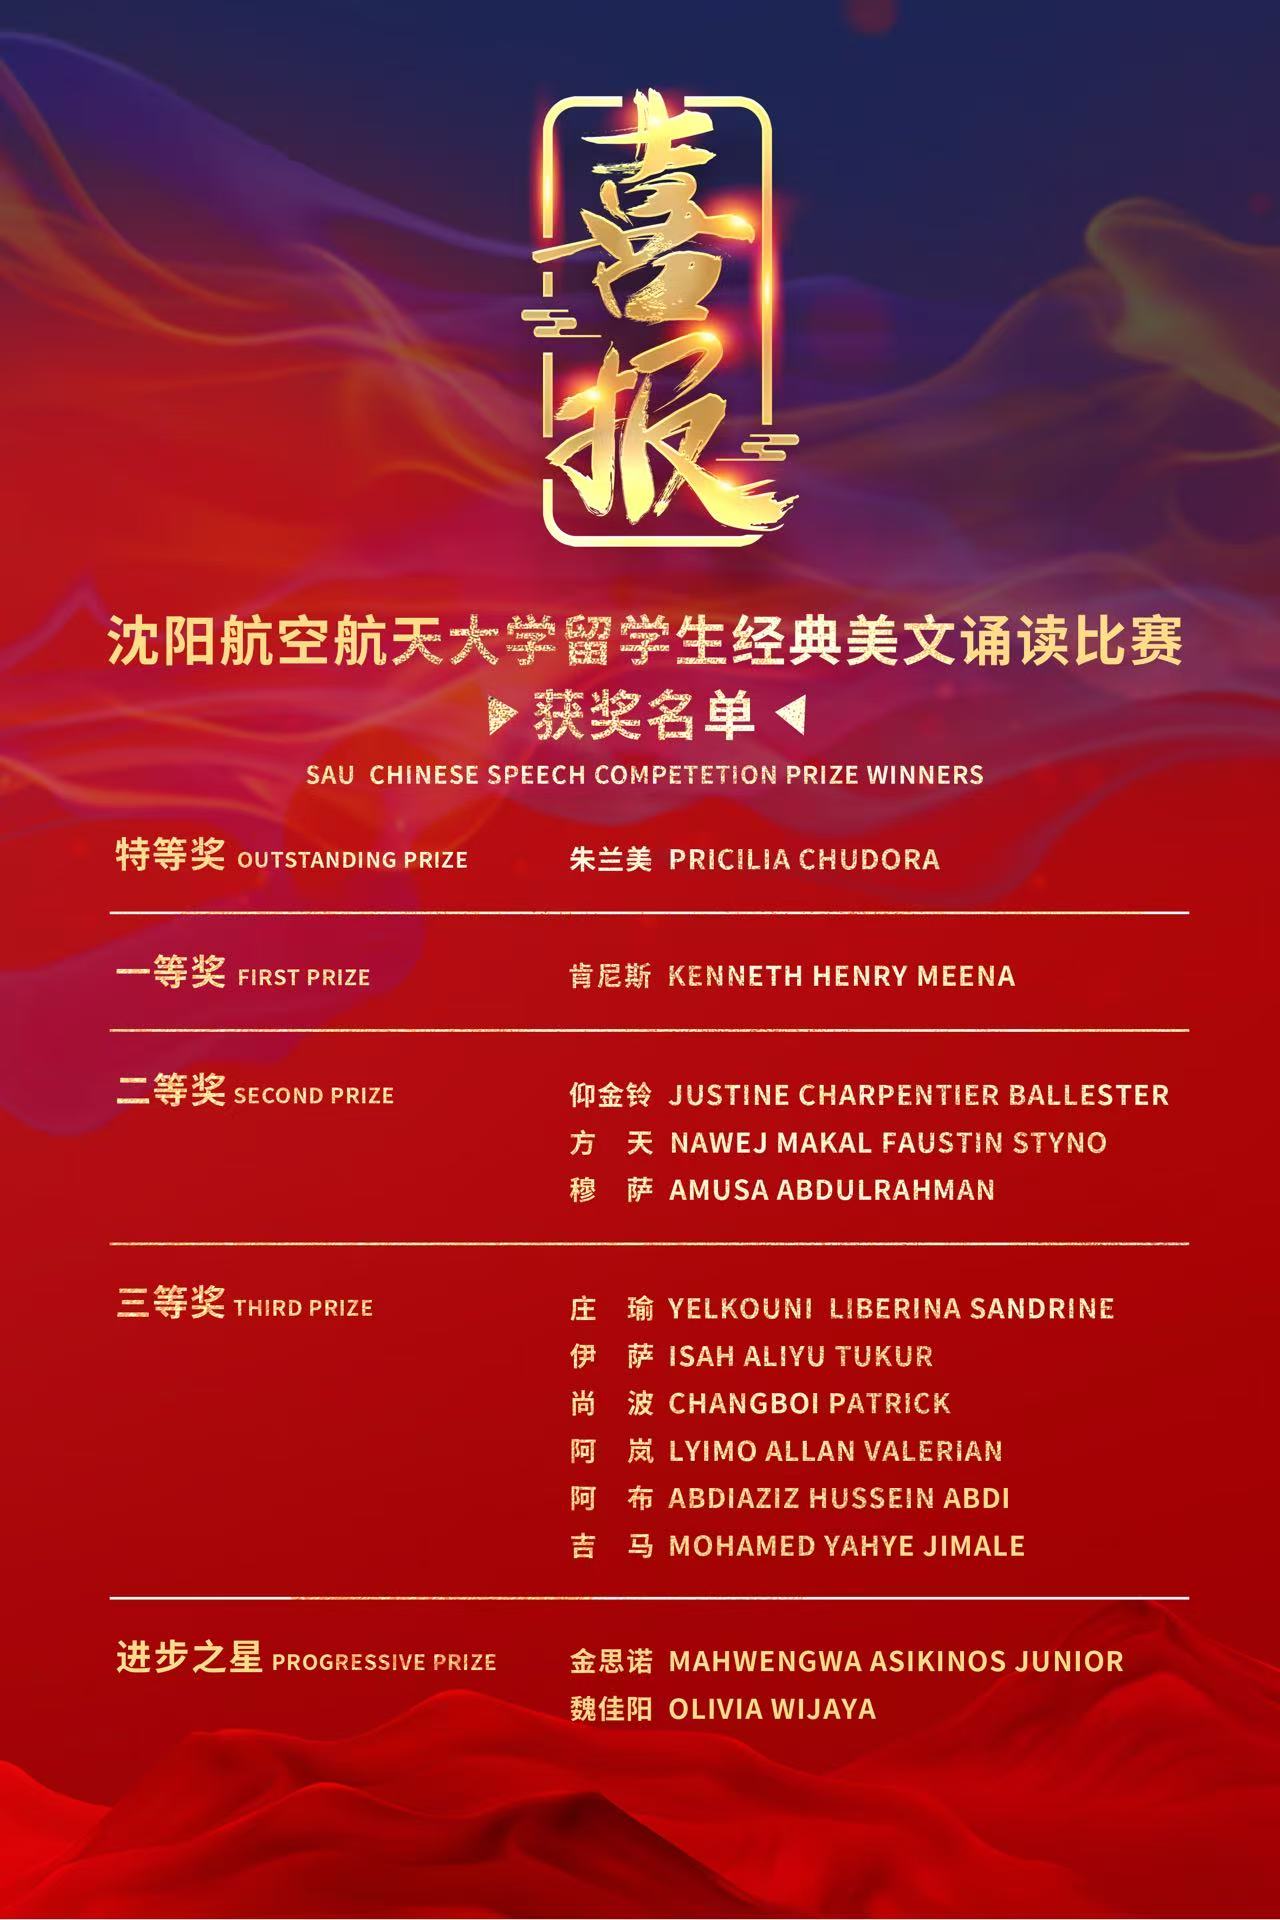 喜报
沈阳航空航天大学留学生经典美文诵读比赛
获奖名单
SAU CHINESE SPEECH COMPETETION PRIZE WINNERS
特等奖 OUTSTANDING PRIZE 朱兰美 PRICILIA CHUDORA
一等奖 FIRST PRIZE 肯尼斯 KENNETH HENRY MEENA
二等奖 SECOND PRIZE 仰金铃 JUSTINE CHARPENTIER BALLESTER
方 天 NAWEJ MAKAL FAUSTIN STYNO
穆 萨 AMUSA ABDULRAHMAN
三等奖 THIRD PRIZE 庄 瑜 YELKOUNI LIBERINA SANDRINE
伊 萨 ISAH ALIYU TUKUR
尚 波 CHANGBOI PATRICK
阿 岚 LYIMO ALLAN VALERIAN
阿 布 ABDIAZIZ HUSSEIN ABDI
吉 马 MOHAMED YAHYE JIMALE
进步之星 PROGRESSIVE PRIZE 金思诺 MAHWENGWA ASIKINOS JUNIOR
魏佳阳 OLIVIA WIJAYA